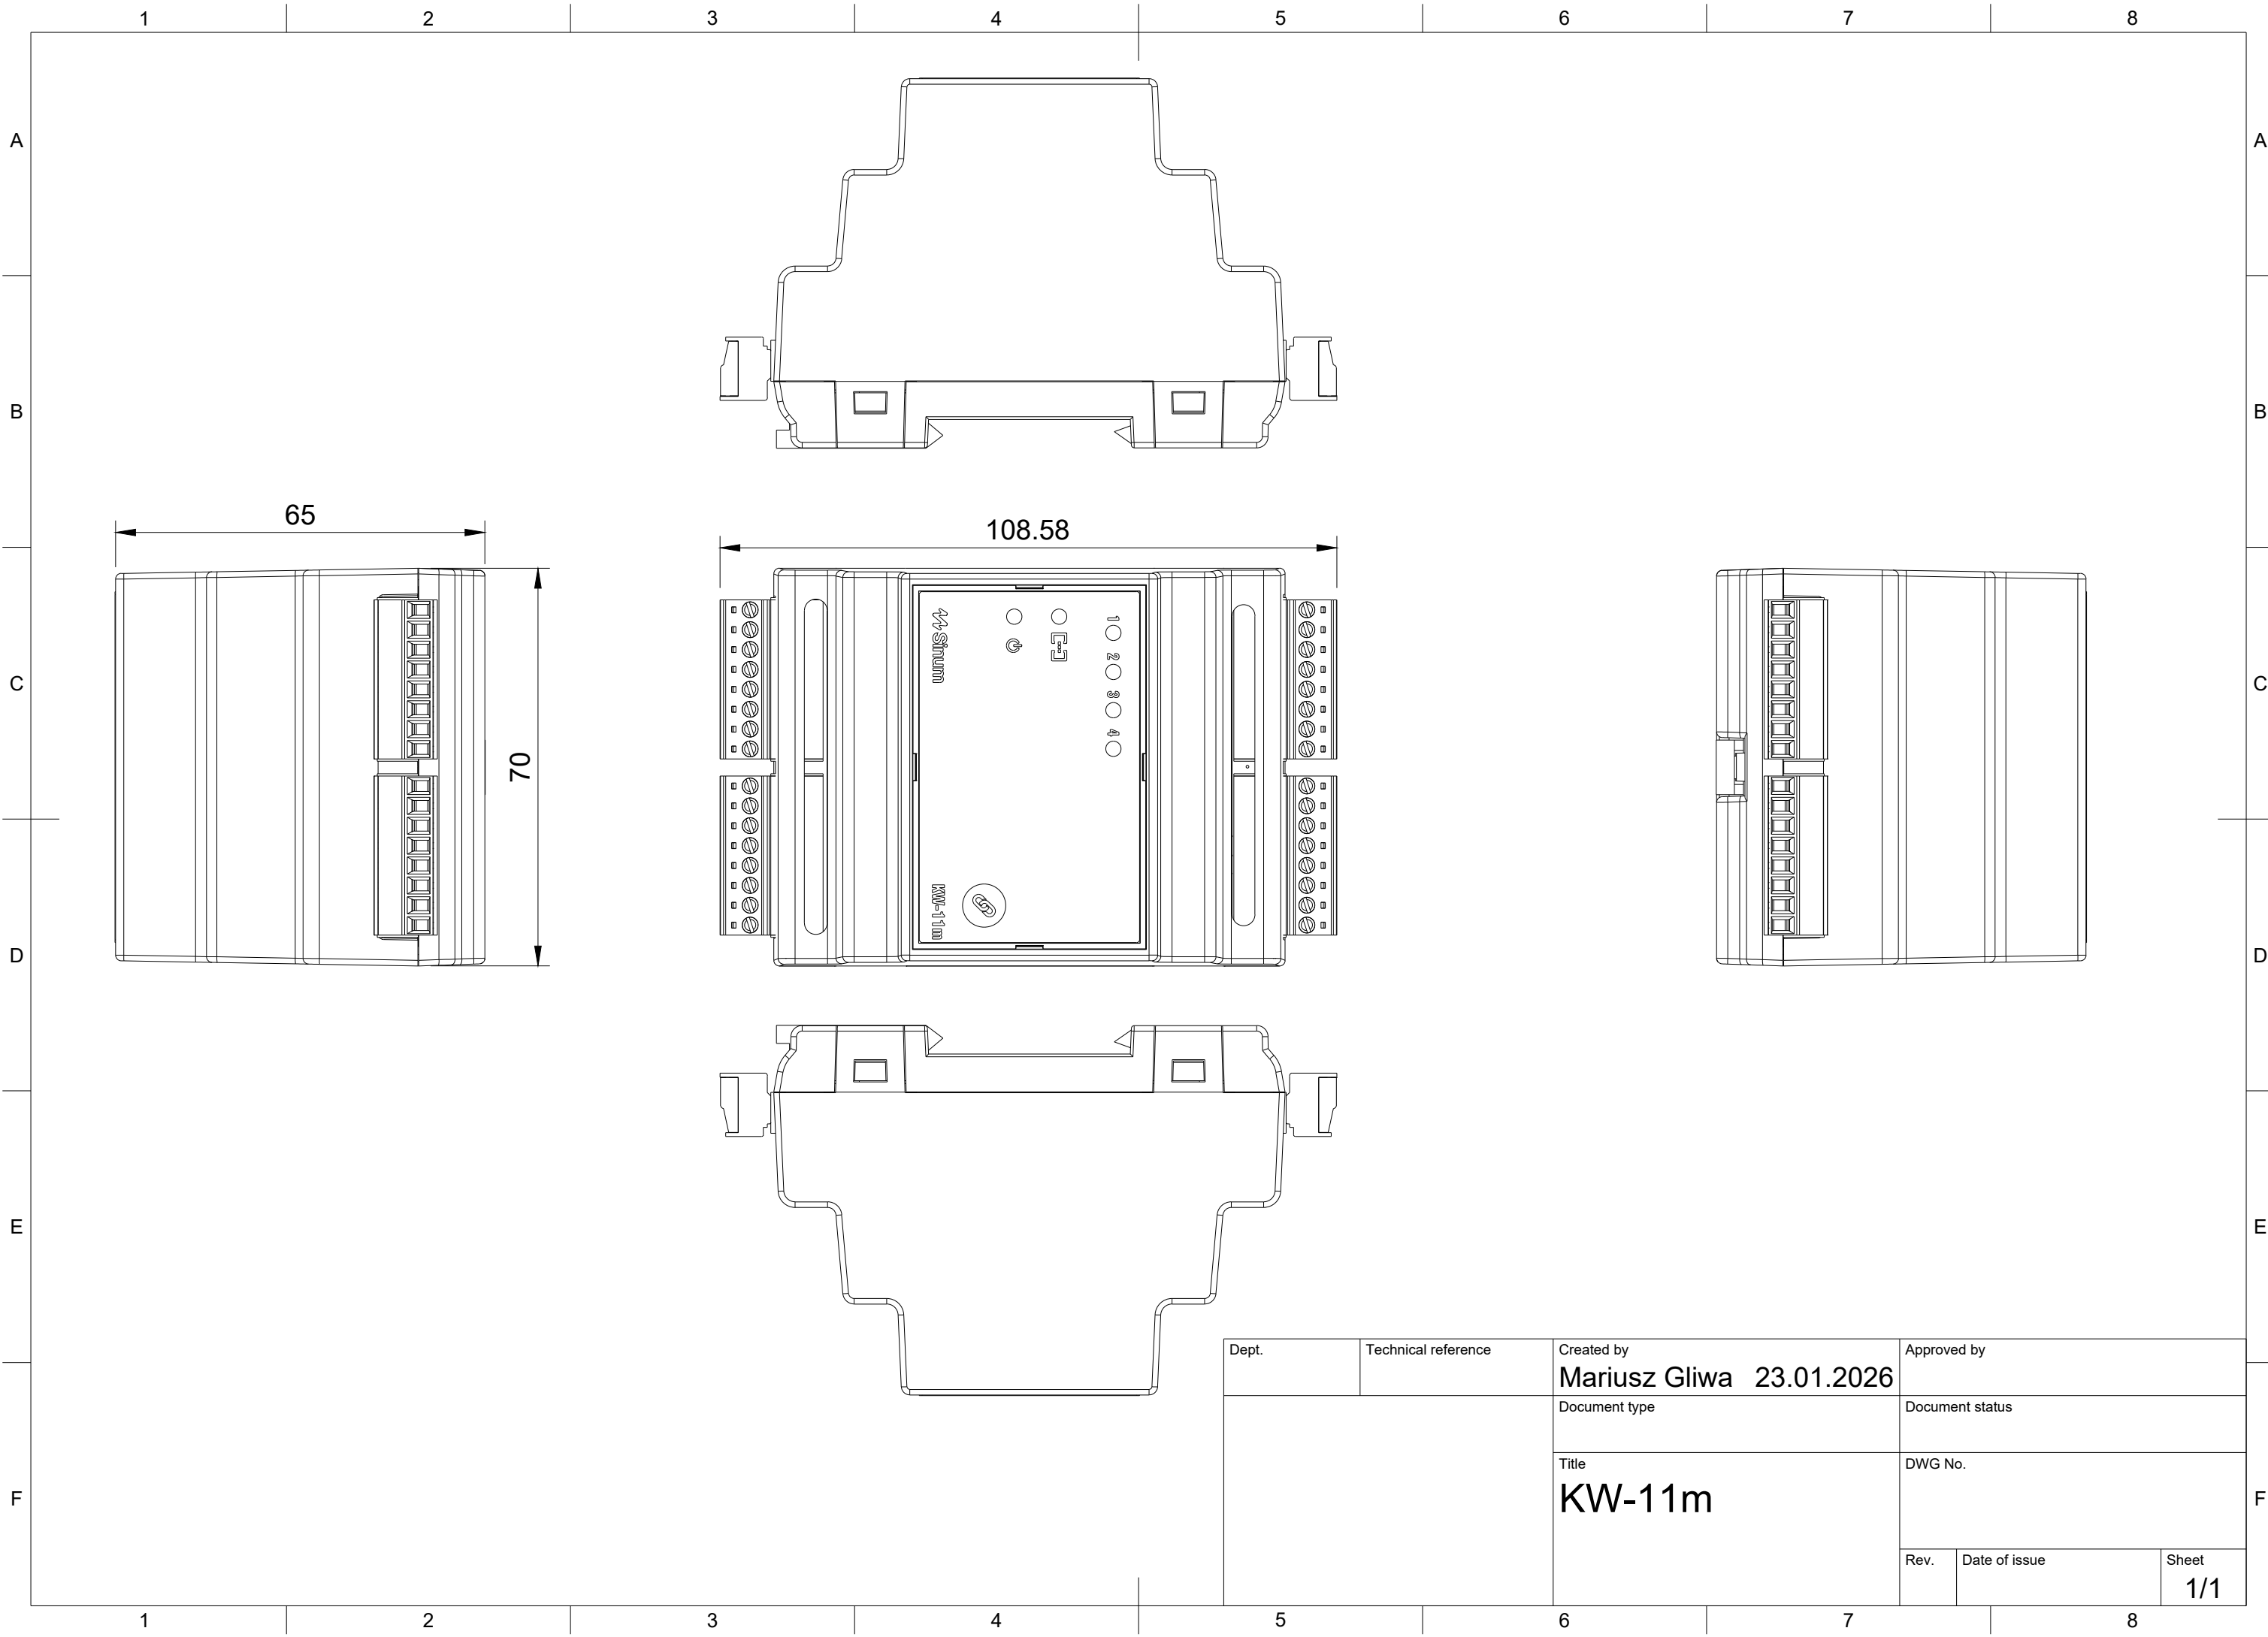 1 2 3 4 5 6 7 8
A A
B B
65
108.58
70
C C
Sinum
1
2
3
4
KW-11m
D D
E E
Dept.
Technical reference
Created by
Mariusz Gliwa 23.01.2026
Approved by
Document type
Document status
Title
KW-11m
DWG No.
F F
Rev.
Date of issue
Sheet
1/1
1 2 3 4 5 6 7 8